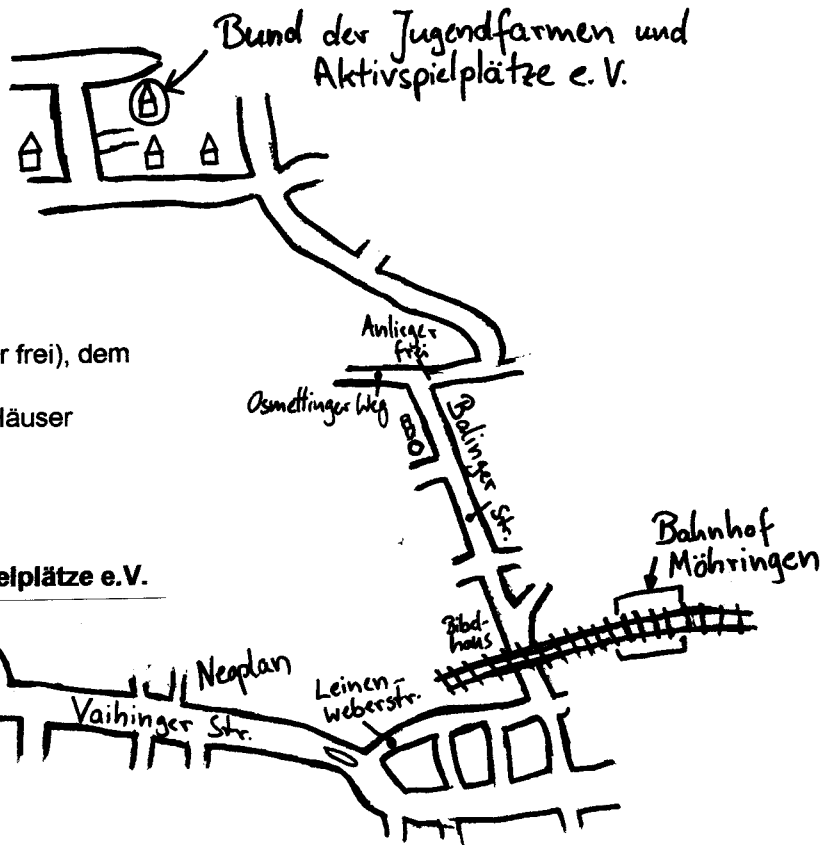 Bund der Jugendfarmen und
Aktivspielplätze e. V.
r frei), dem
Häuser
elplätze e.V.
Anlieger
frei
Osmettinger Weg
Balinger
Str.
Bahnhof
Möhringen
Bibel-
haus
Leinen-
weberstr.
Neoplan
Vaihinger Str.